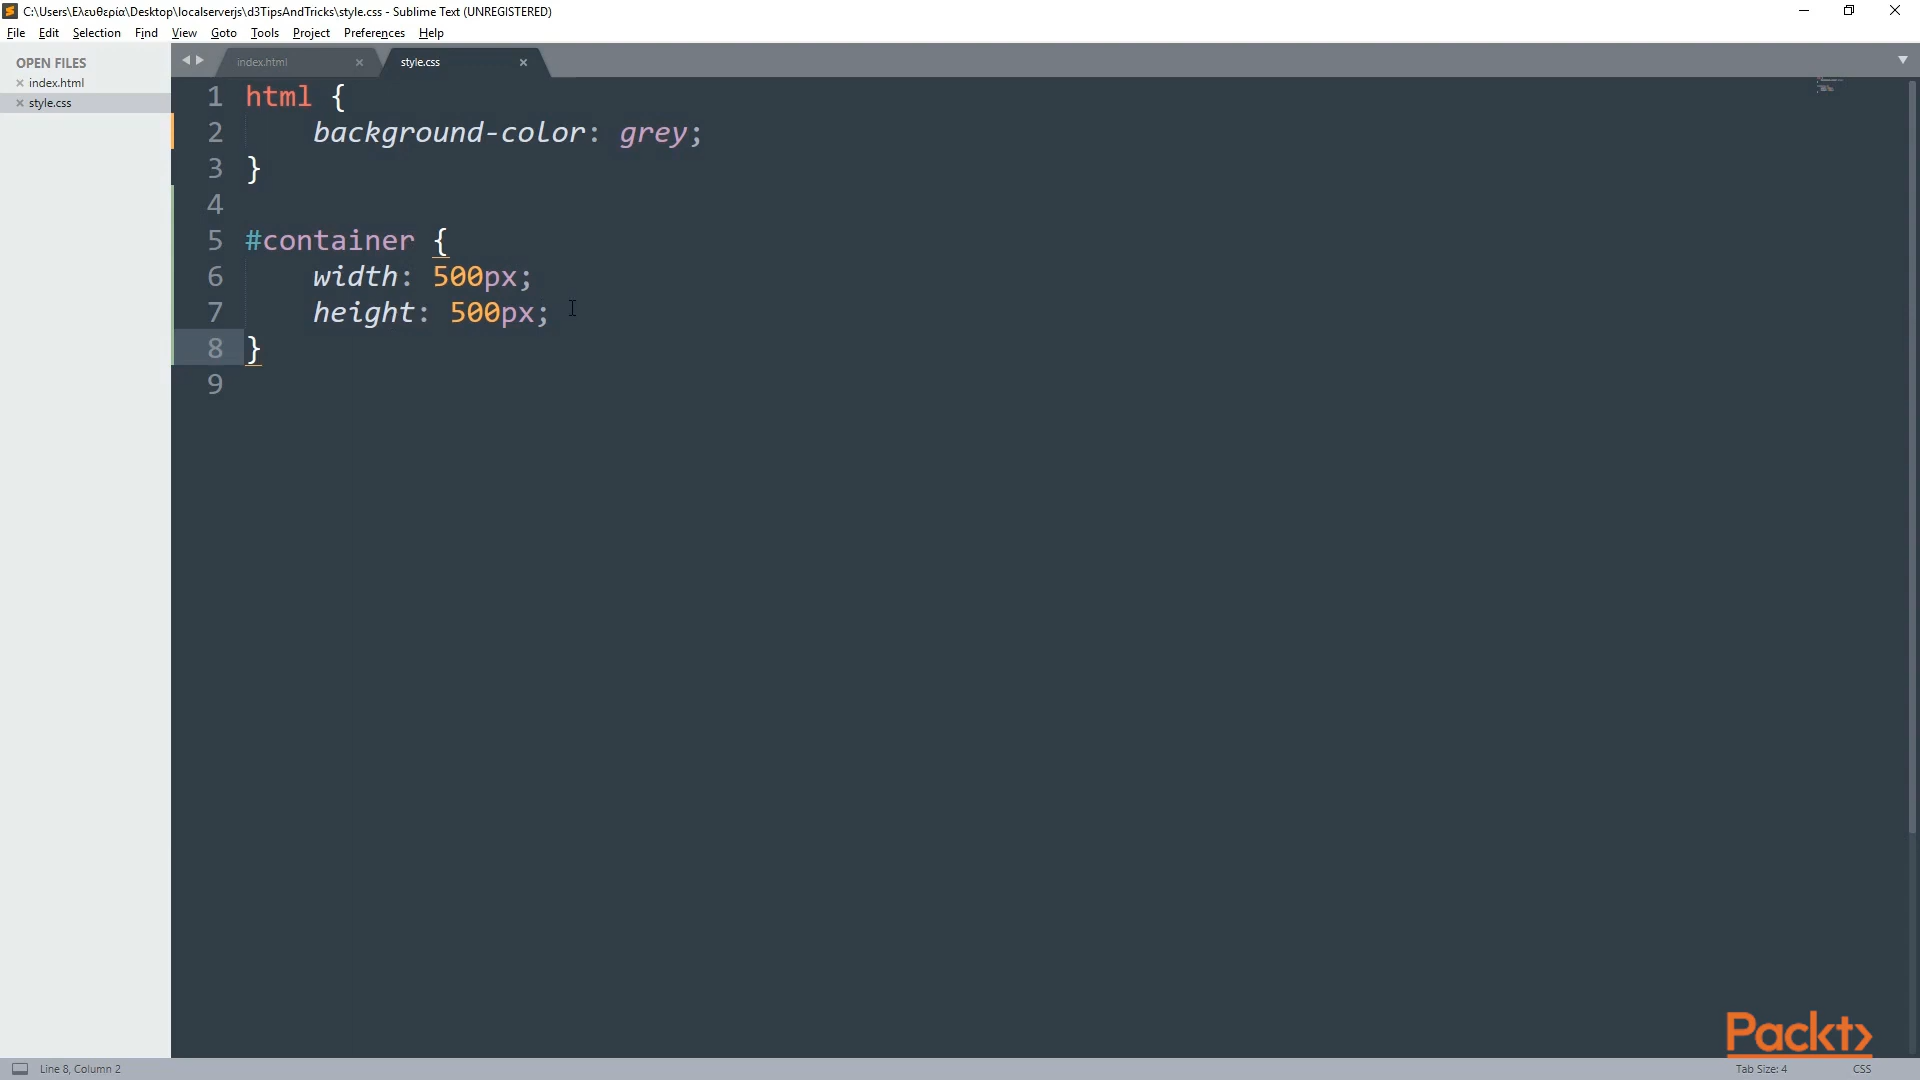 C:\Users\Ελευθερία\Desktop\localserverjs\d3TipsAndTricks\style.css - Sublime Text (UNREGISTERED)
File Edit Selection Find View Goto Tools Project Preferences Help
OPEN FILES
index.html
style.css
index.html
style.css
1 html {
2 background-color: grey;
3 }
4
5 #container {
6 width: 500px;
7 height: 500px;
8 }
9
Packt
Line 8, Column 2
Tab Size: 4
CSS